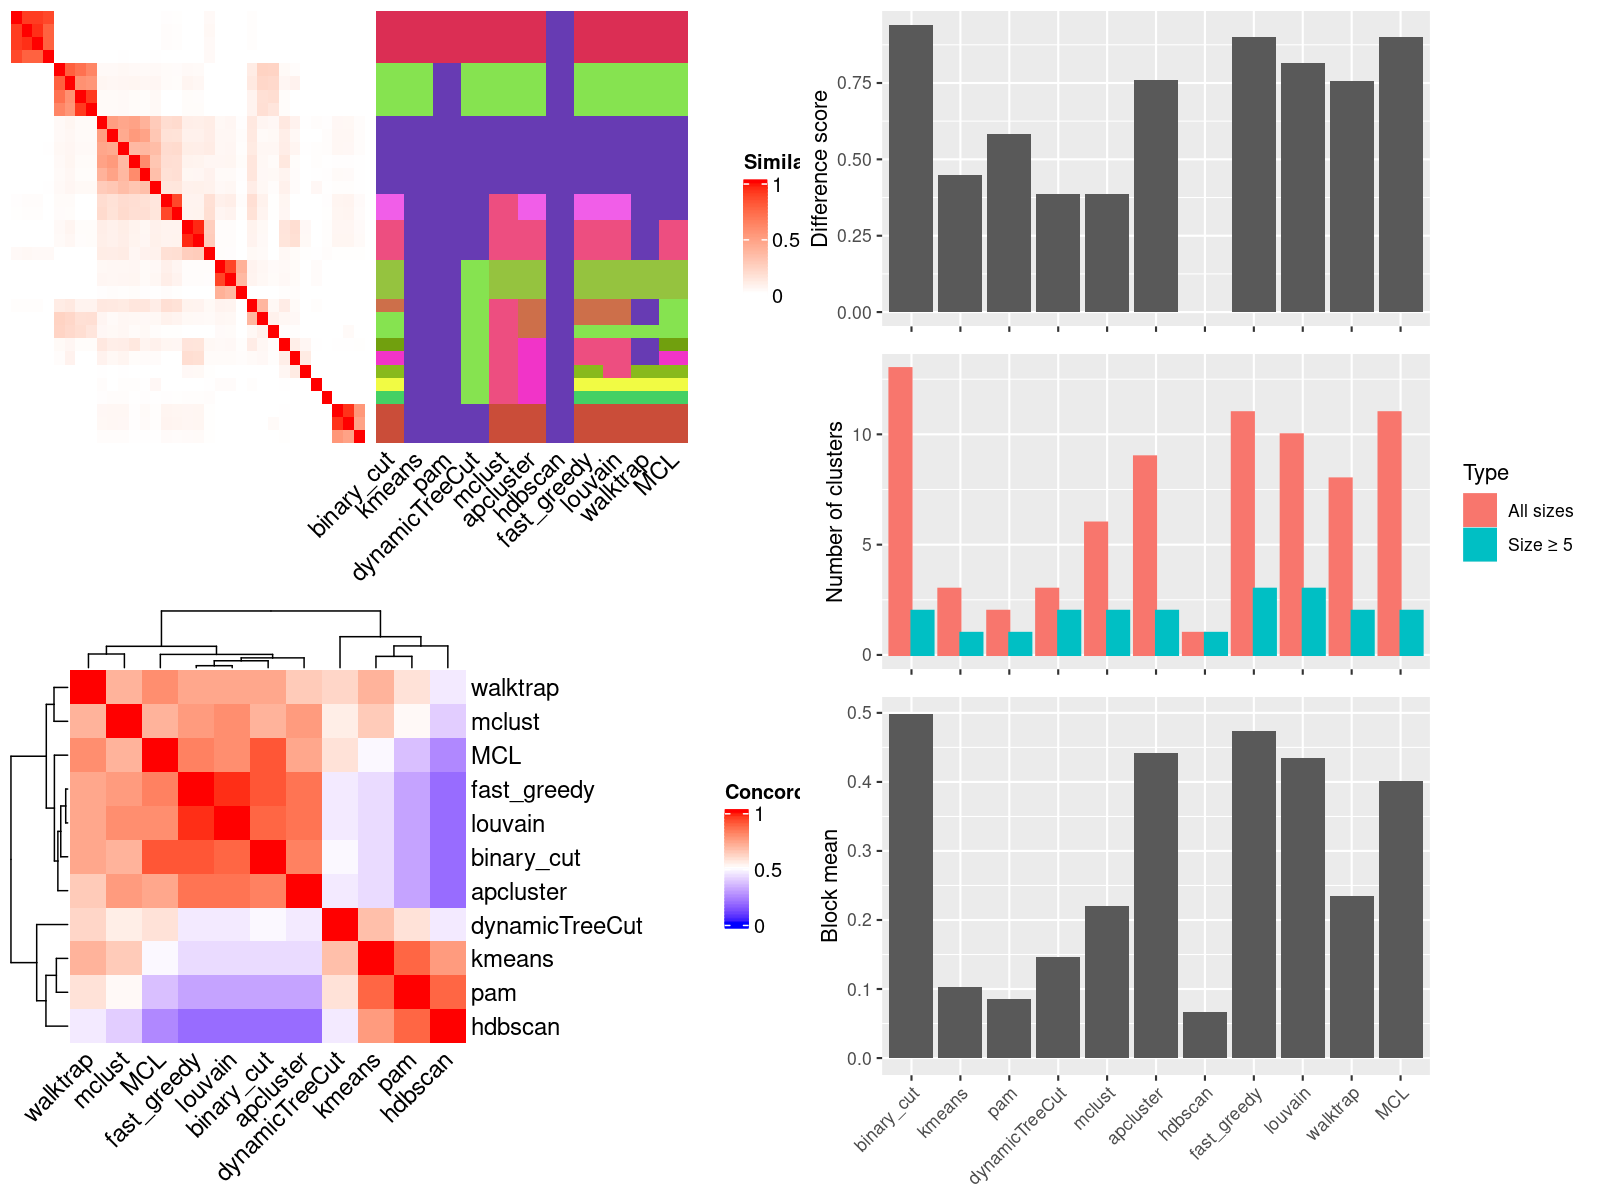 Simila
1
0.5
0
binary_cut
kmeans
pam
dynamicTreeCut
mclust
apcluster
hdbscan
fast_greedy
louvain
walktrap
MCL
Difference score
0.75
0.50
0.25
0.00
Number of clusters
10
5
0
Type
All sizes
Size ≥ 5
walktrap
mclust
MCL
fast_greedy
louvain
binary_cut
apcluster
dynamicTreeCut
kmeans
pam
hdbscan
walktrap
mclust
MCL
fast_greedy
louvain
binary_cut
apcluster
dynamicTreeCut
kmeans
pam
hdbscan
Concord
1
0.5
0
Block mean
0.5
0.4
0.3
0.2
0.1
0.0
binary_cut
kmeans
pam
dynamicTreeCut
mclust
apcluster
hdbscan
fast_greedy
louvain
walktrap
MCL